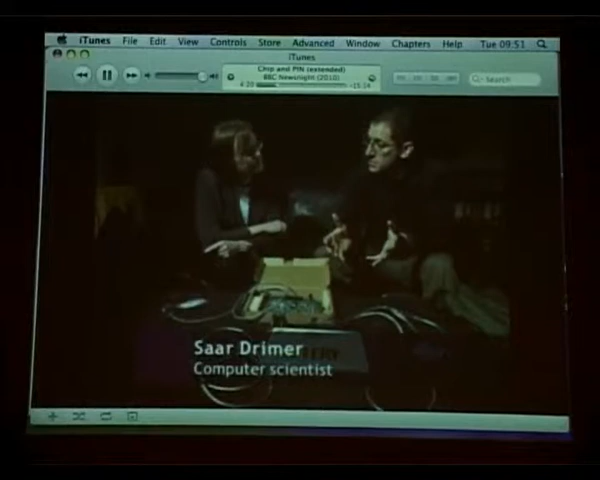 iTunes File Edit View Controls Store Advanced Window Chapters Help Tue 09:51
iTunes
Chip and PIN (extended)
BBC Newsnight (2010)
4:20 -15:14
Search
Saar Drimer
Computer scientist